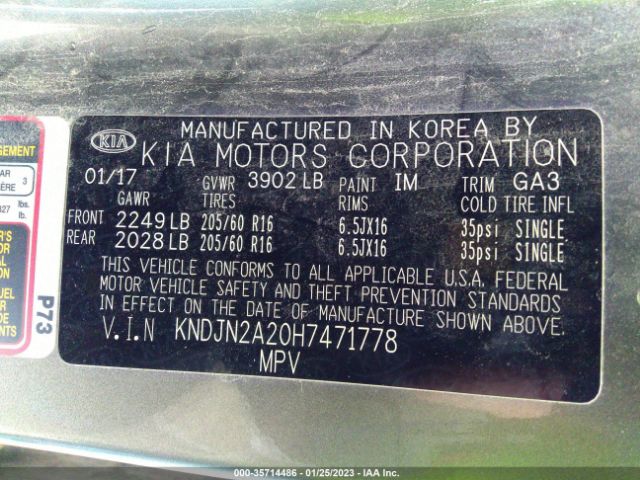 KIA
MANUFACTURED IN KOREA BY
KIA MOTORS CORPORATION
01/17 GVWR 3902 LB PAINT IM TRIM GA3
GAWR TIRES RIMS COLD TIRE INFL
FRONT 2249 LB 205/60 R16 6.5JX16 35psi SINGLE
REAR 2028 LB 205/60 R16 6.5JX16 35psi SINGLE
THIS VEHICLE CONFORMS TO ALL APPLICABLE U.S.A. FEDERAL
MOTOR VEHICLE SAFETY AND THEFT PREVENTION STANDARDS
IN EFFECT ON THE DATE OF MANUFACTURE SHOWN ABOVE.
V.I.N KNDJN2A20H7471778
MPV
3
lbs.
P73
000-35714486 - 01/25/2023 - IAA Inc.